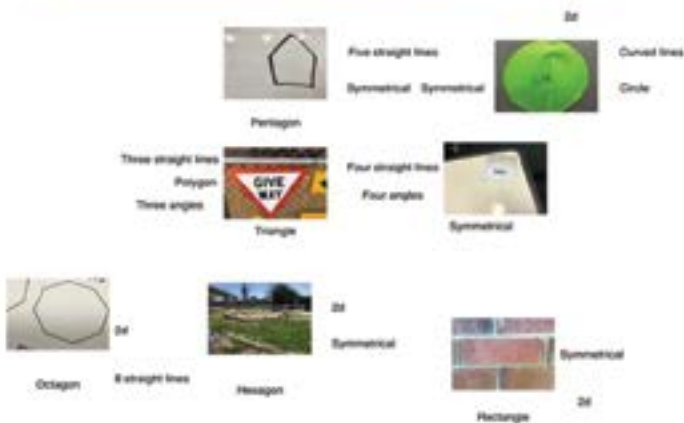 2d
Five straight lines
Curved lines
Symmetrical
Symmetrical
Circle
Pentagon
Three straight lines
Polygon
Three angles
GIVE
WAY
Triangle
Four straight lines
Four angles
Symmetrical
2d
8 straight lines
Octagon
2d
Symmetrical
Hexagon
Symmetrical
2d
Rectangle